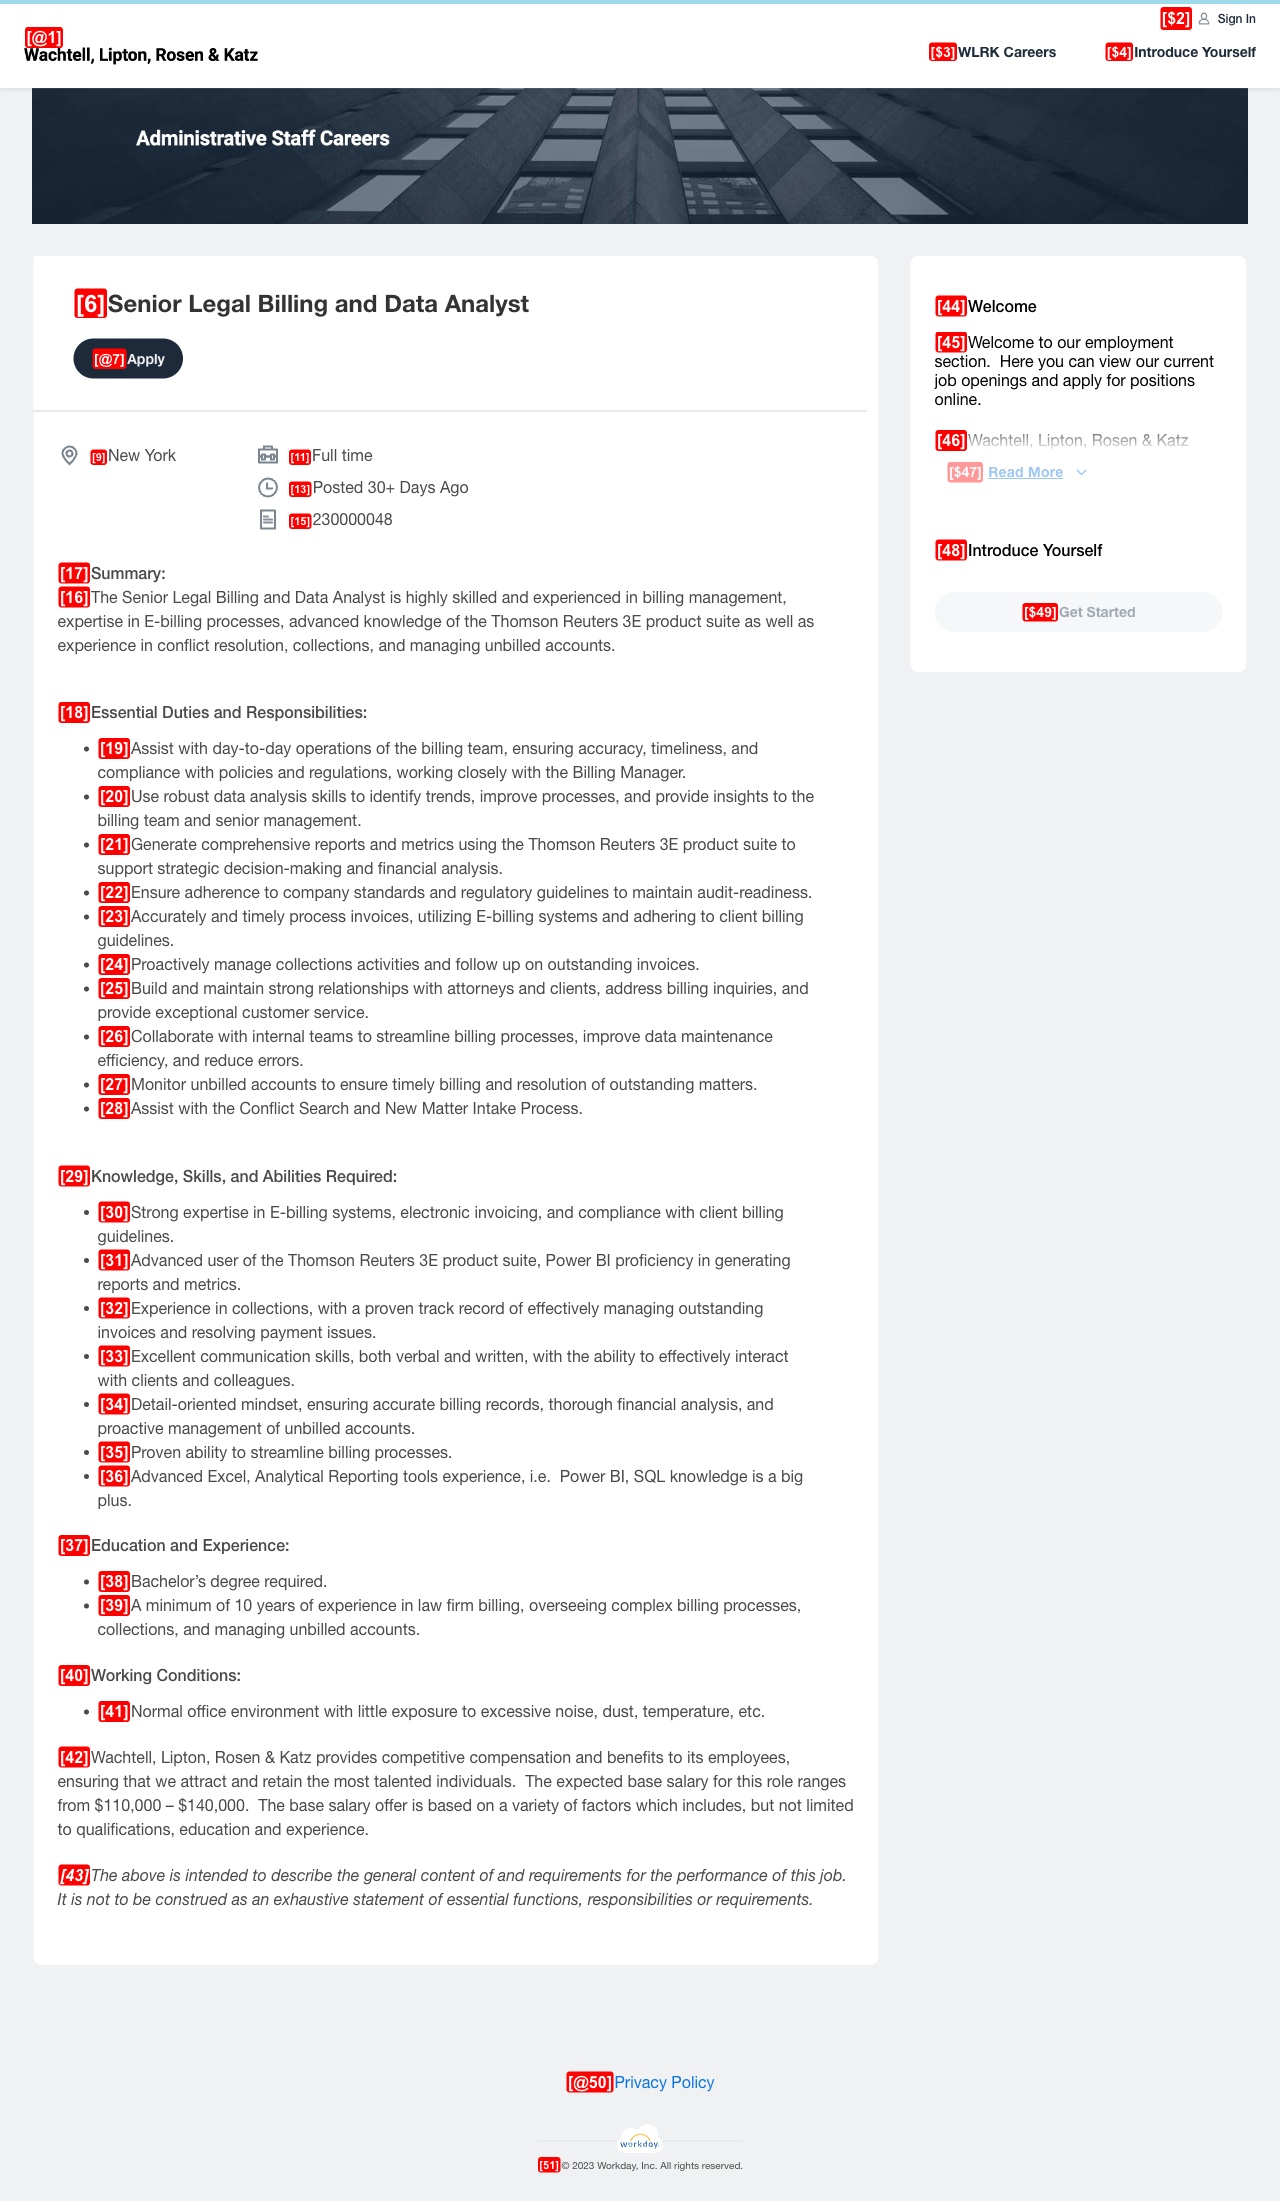 [@1]
Wachtell, Lipton, Rosen & Katz
[$2] Sign In
[$3]WLRK Careers
[$4]Introduce Yourself
Administrative Staff Careers
[6]Senior Legal Billing and Data Analyst
[@7]Apply
[9]New York
[11]Full time
[13]Posted 30+ Days Ago
[15]230000048
[17]Summary:
[16]The Senior Legal Billing and Data Analyst is highly skilled and experienced in billing management,
expertise in E-billing processes, advanced knowledge of the Thomson Reuters 3E product suite as well as
experience in conflict resolution, collections, and managing unbilled accounts.
[18]Essential Duties and Responsibilities:
• [19]Assist with day-to-day operations of the billing team, ensuring accuracy, timeliness, and
compliance with policies and regulations, working closely with the Billing Manager.
• [20]Use robust data analysis skills to identify trends, improve processes, and provide insights to the
billing team and senior management.
• [21]Generate comprehensive reports and metrics using the Thomson Reuters 3E product suite to
support strategic decision-making and financial analysis.
• [22]Ensure adherence to company standards and regulatory guidelines to maintain audit-readiness.
• [23]Accurately and timely process invoices, utilizing E-billing systems and adhering to client billing
guidelines.
• [24]Proactively manage collections activities and follow up on outstanding invoices.
• [25]Build and maintain strong relationships with attorneys and clients, address billing inquiries, and
provide exceptional customer service.
• [26]Collaborate with internal teams to streamline billing processes, improve data maintenance
efficiency, and reduce errors.
• [27]Monitor unbilled accounts to ensure timely billing and resolution of outstanding matters.
• [28]Assist with the Conflict Search and New Matter Intake Process.
[29]Knowledge, Skills, and Abilities Required:
• [30]Strong expertise in E-billing systems, electronic invoicing, and compliance with client billing
guidelines.
• [31]Advanced user of the Thomson Reuters 3E product suite, Power BI proficiency in generating
reports and metrics.
• [32]Experience in collections, with a proven track record of effectively managing outstanding
invoices and resolving payment issues.
• [33]Excellent communication skills, both verbal and written, with the ability to effectively interact
with clients and colleagues.
• [34]Detail-oriented mindset, ensuring accurate billing records, thorough financial analysis, and
proactive management of unbilled accounts.
• [35]Proven ability to streamline billing processes.
• [36]Advanced Excel, Analytical Reporting tools experience, i.e.  Power BI, SQL knowledge is a big
plus.
[37]Education and Experience:
• [38]Bachelor’s degree required.
• [39]A minimum of 10 years of experience in law firm billing, overseeing complex billing processes,
collections, and managing unbilled accounts.
[40]Working Conditions:
• [41]Normal office environment with little exposure to excessive noise, dust, temperature, etc.
[42]Wachtell, Lipton, Rosen & Katz provides competitive compensation and benefits to its employees,
ensuring that we attract and retain the most talented individuals.  The expected base salary for this role ranges
from $110,000 – $140,000.  The base salary offer is based on a variety of factors which includes, but not limited
to qualifications, education and experience.
[43]The above is intended to describe the general content of and requirements for the performance of this job.
It is not to be construed as an exhaustive statement of essential functions, responsibilities or requirements.
[44]Welcome
[45]Welcome to our employment
section.  Here you can view our current
job openings and apply for positions
online.
[46]Wachtell, Lipton, Rosen & Katz
[$47] Read More
[48]Introduce Yourself
[$49]Get Started
[@50]Privacy Policy
workday.
[51]© 2023 Workday, Inc. All rights reserved.